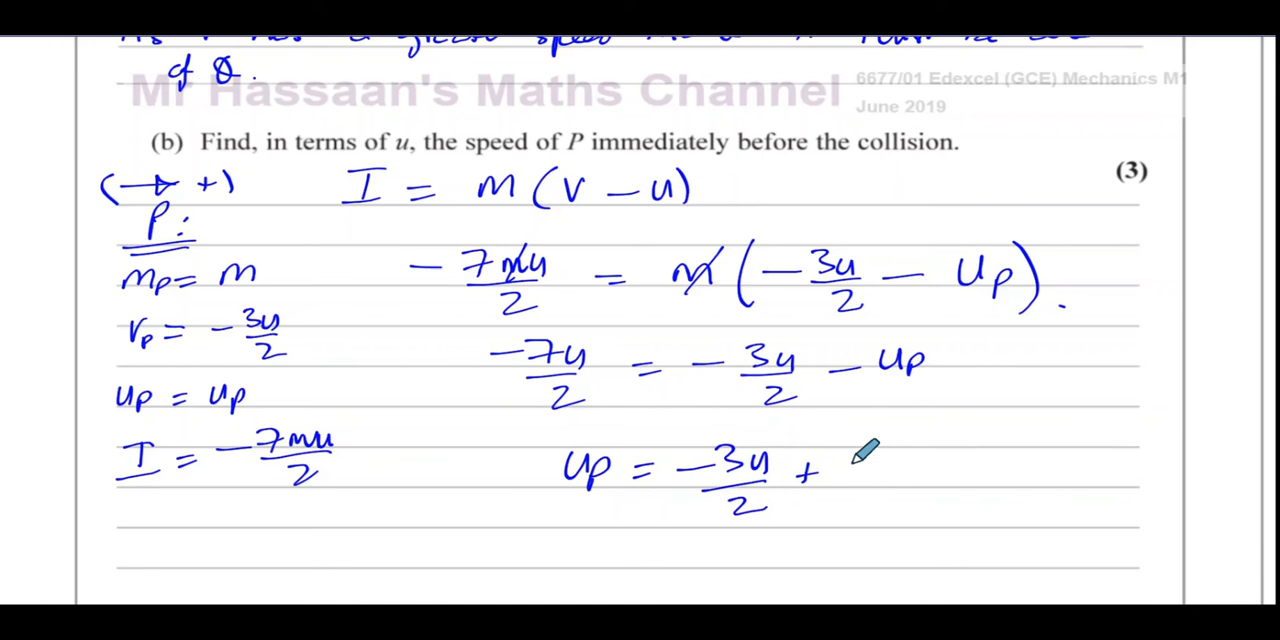 of Q.
Mr Hassaan's Maths Channel
6677/01 Edexcel (GCE) Mechanics M1
June 2019
(b) Find, in terms of u, the speed of P immediately before the collision.
(3)
(→ +)
I = m(v - u)
P:
mp = m
- 7mu/2 = m(- 3u/2 - up).
vp = - 3u/2
-7u/2 = - 3u/2 - up
up = up
I = -7mu/2
up = -3u/2 +